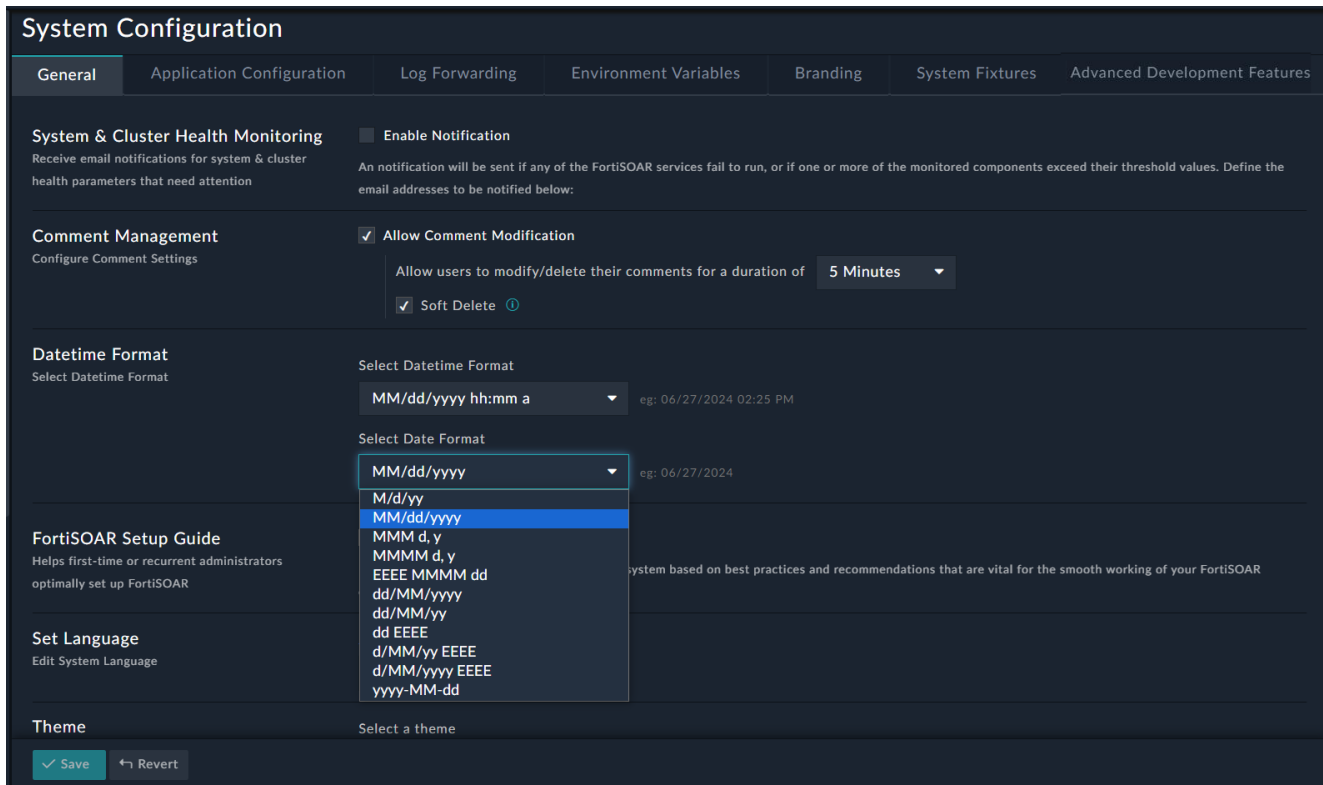 System Configuration
General
Application Configuration
Log Forwarding
Environment Variables
Branding
System Fixtures
Advanced Development Features
System & Cluster Health Monitoring
Receive email notifications for system & cluster
health parameters that need attention
Enable Notification
An notification will be sent if any of the FortiSOAR services fail to run, or if one or more of the monitored components exceed their threshold values. Define the
email addresses to be notified below:
Comment Management
Configure Comment Settings
Allow Comment Modification
Allow users to modify/delete their comments for a duration of
5 Minutes
Soft Delete
Datetime Format
Select Datetime Format
Select Datetime Format
MM/dd/yyyy hh:mm a
eg: 06/27/2024 02:25 PM
Select Date Format
MM/dd/yyyy
eg: 06/27/2024
M/d/yy
MM/dd/yyyy
MMM d, y
MMMM d, y
EEEE MMMM dd
dd/MM/yyyy
dd/MM/yy
dd EEEE
d/MM/yy EEEE
d/MM/yyyy EEEE
yyyy-MM-dd
FortiSOAR Setup Guide
Helps first-time or recurrent administrators
optimally set up FortiSOAR
system based on best practices and recommendations that are vital for the smooth working of your FortiSOAR
Set Language
Edit System Language
Theme
Select a theme
Save
Revert